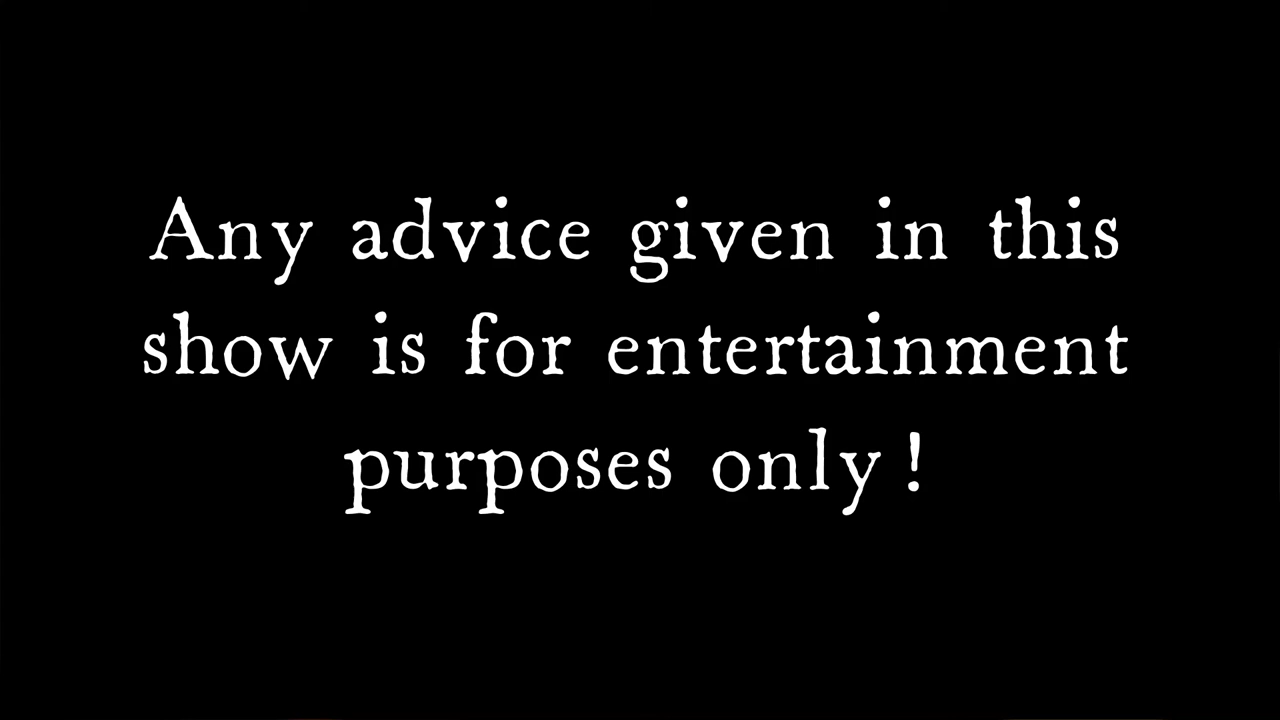 Any advice given in this
show is for entertainment
purposes only !